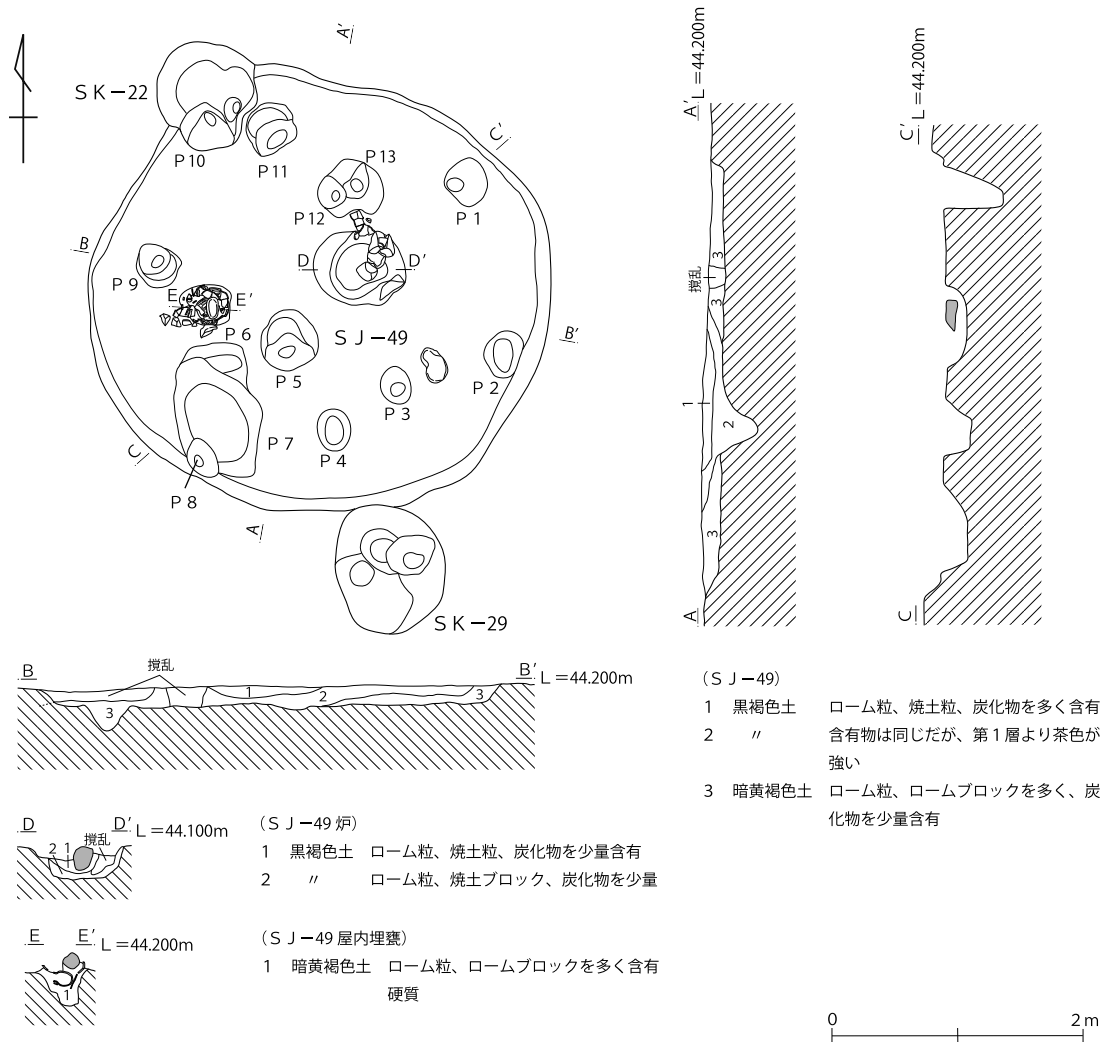 A′
SK−22
C′
P10
P11
P13
P1
P12
B
D
D′
P9
E
E′
P6
SJ−49
B′
P5
P2
P3
P7
P4
C
P8
A
SK−29
A′ L=44.200m
3
撹乱
3
1
2
3
A
C′ L=44.200m
C
B
撹乱
B′ L=44.200m
1
2
3
3
(SJ−49)
1 黒褐色土 ローム粒、焼土粒、炭化物を多く含有
2 〃 含有物は同じだが、第1層より茶色が
強い
3 暗黄褐色土 ローム粒、ロームブロックを多く、炭
化物を少量含有
D
D′ L=44.100m
撹乱
2 1
(SJ−49炉)
1 黒褐色土 ローム粒、焼土粒、炭化物を少量含有
2 〃 ローム粒、焼土ブロック、炭化物を少量
E
E′ L=44.200m
1
(SJ−49屋内埋甕)
1 暗黄褐色土 ローム粒、ロームブロックを多く含有
硬質
0 2m